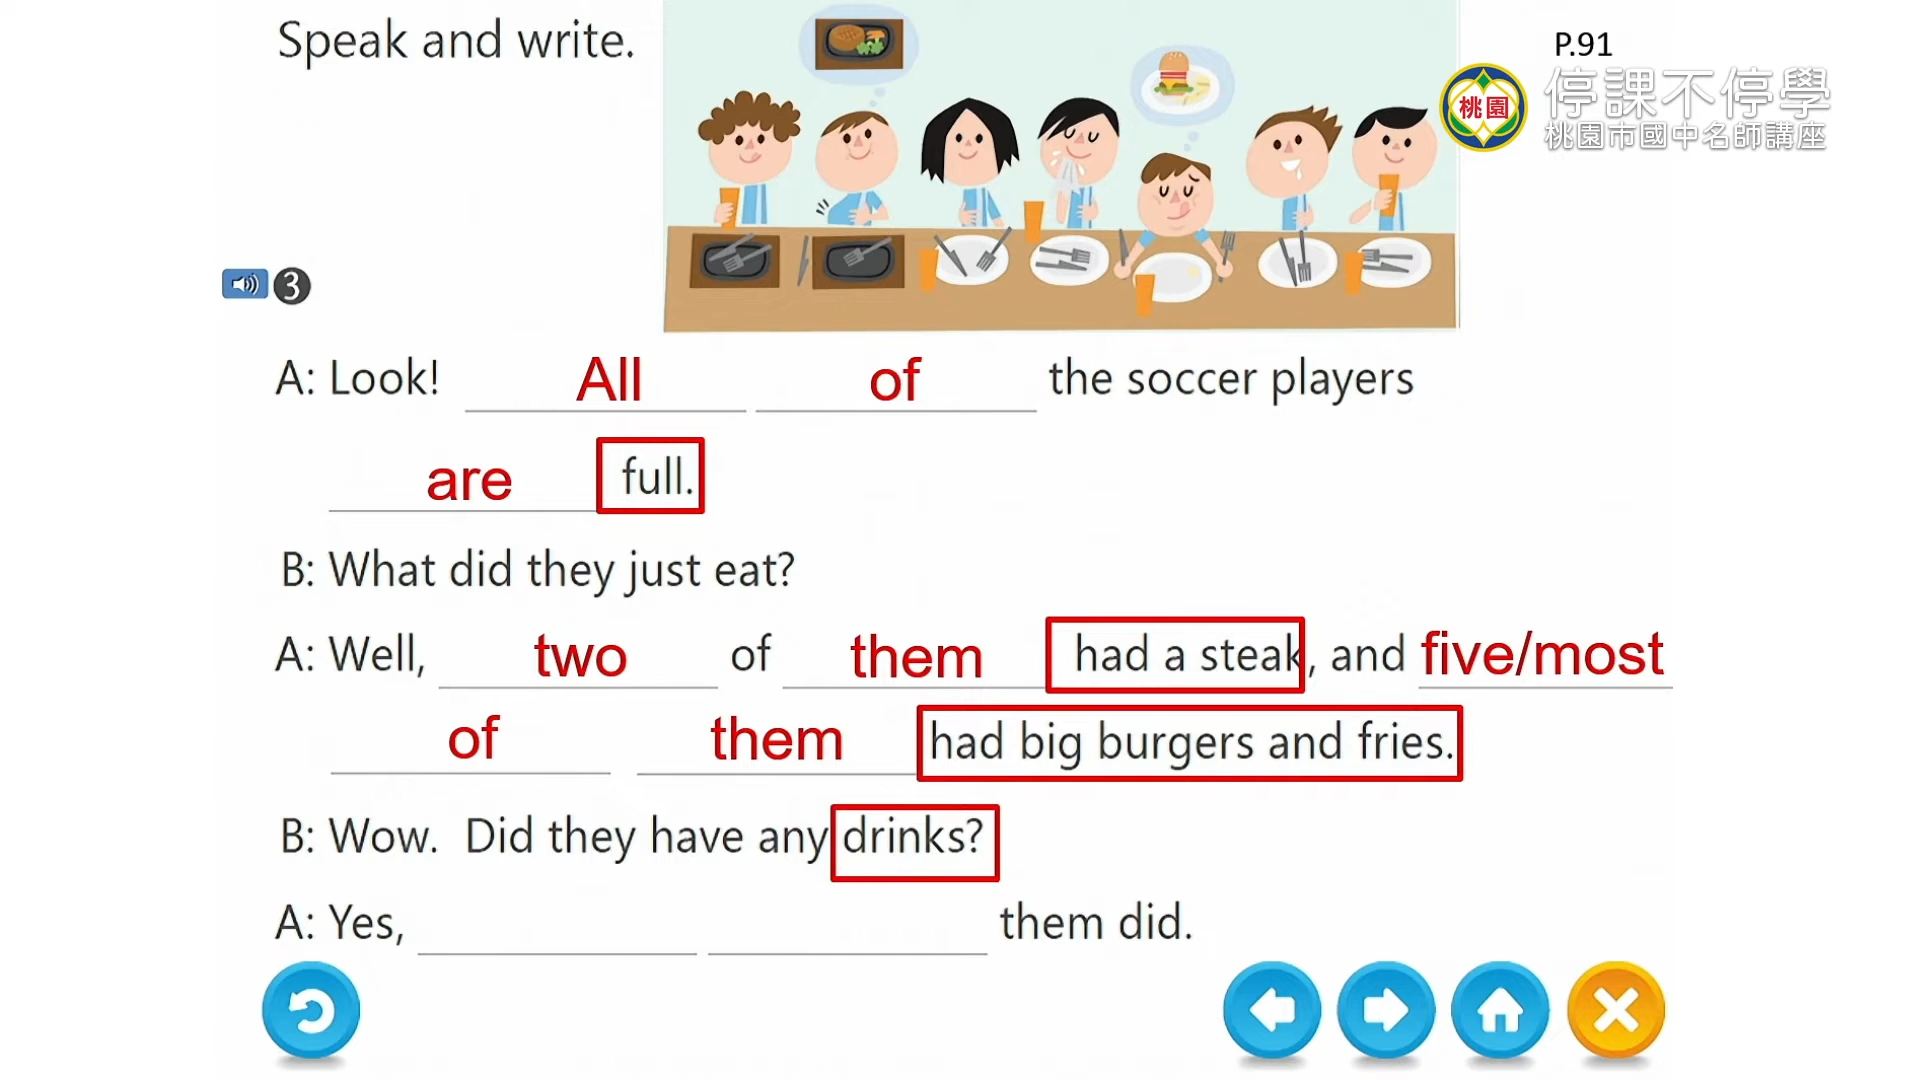 Speak and write.
P.91
桃園
停課不停學
桃園市國中名師講座
3
A: Look! All of the soccer players
are full.
B: What did they just eat?
A: Well, two of them had a steak, and five/most
of them had big burgers and fries.
B: Wow. Did they have any drinks?
A: Yes, them did.